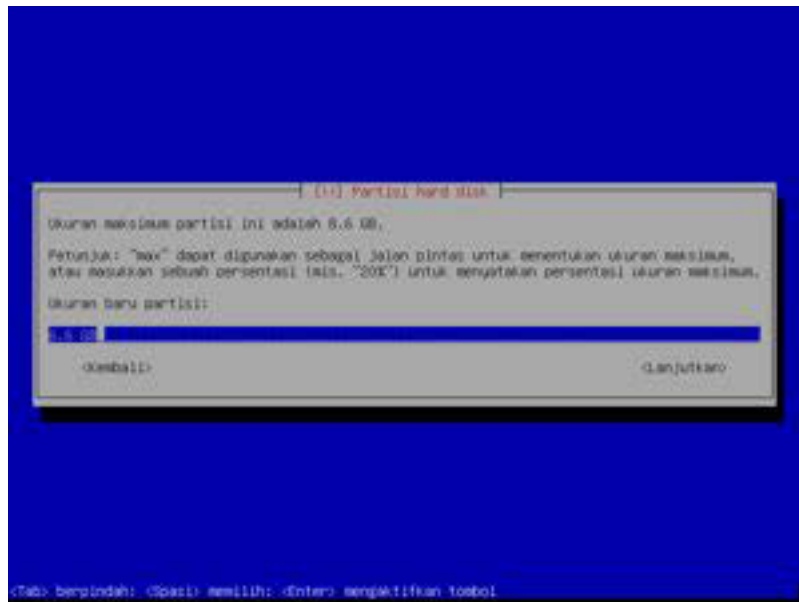 [!!] Partisi hard disk
Ukuran maksimum partisi ini adalah 8.6 GB.
Petunjuk: "max" dapat digunakan sebagai jalan pintas untuk menentukan ukuran maksimum,
atau masukkan sebuah persentasi (mis. "20%") untuk menyatakan persentasi ukuran maksimum.
Ukuran baru partisi:
8.6 GB
<Kembali> <Lanjutkan>
<Tab> berpindah; <Spasi> memilih; <Enter> mengaktifkan tombol